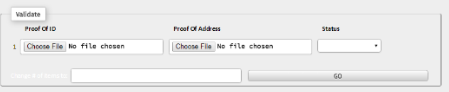 Validate
Proof Of ID Proof Of Address Status
1 Choose File No file chosen Choose File No file chosen
GO